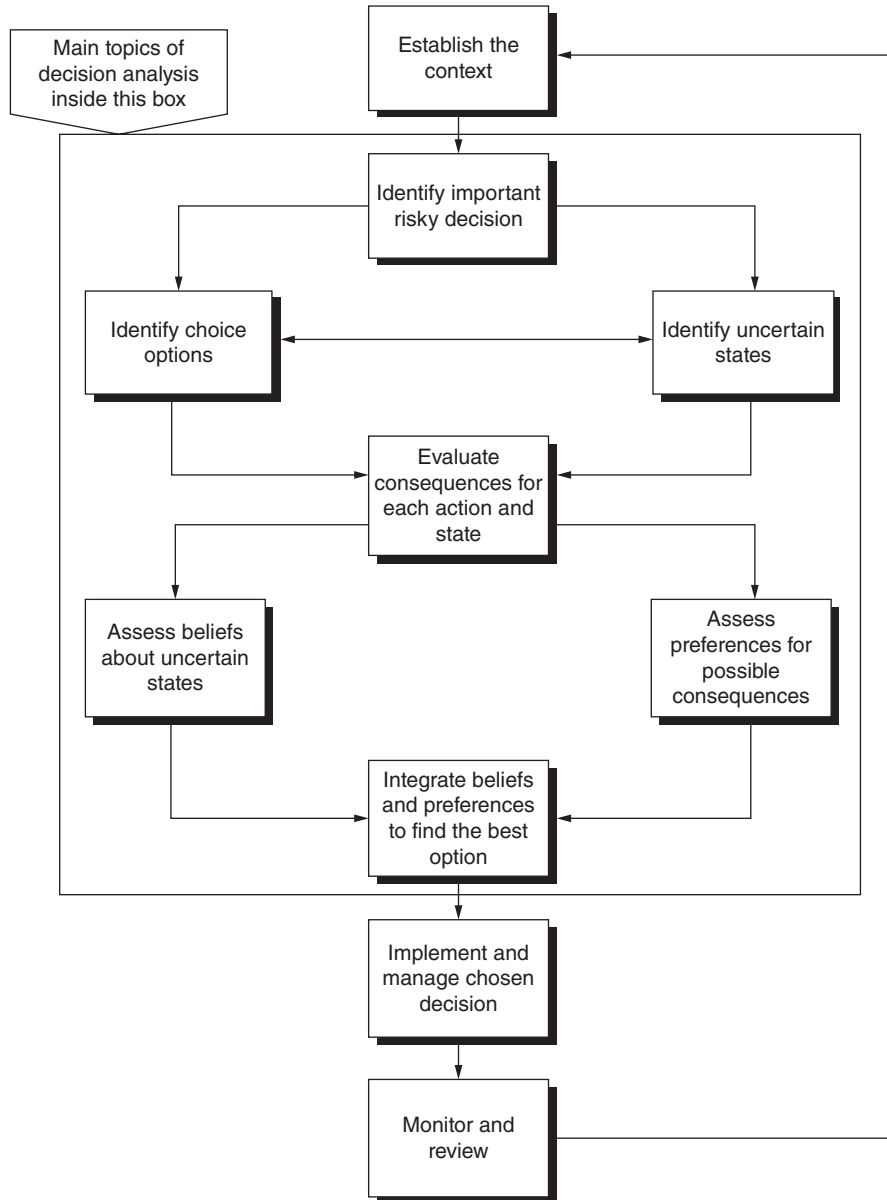 Main topics of
decision analysis
inside this box
Establish the
context
Identify important
risky decision
Identify choice
options
Identify uncertain
states
Evaluate
consequences for
each action and
state
Assess beliefs
about uncertain
states
Assess
preferences for
possible
consequences
Integrate beliefs
and preferences
to find the best
option
Implement and
manage chosen
decision
Monitor and
review